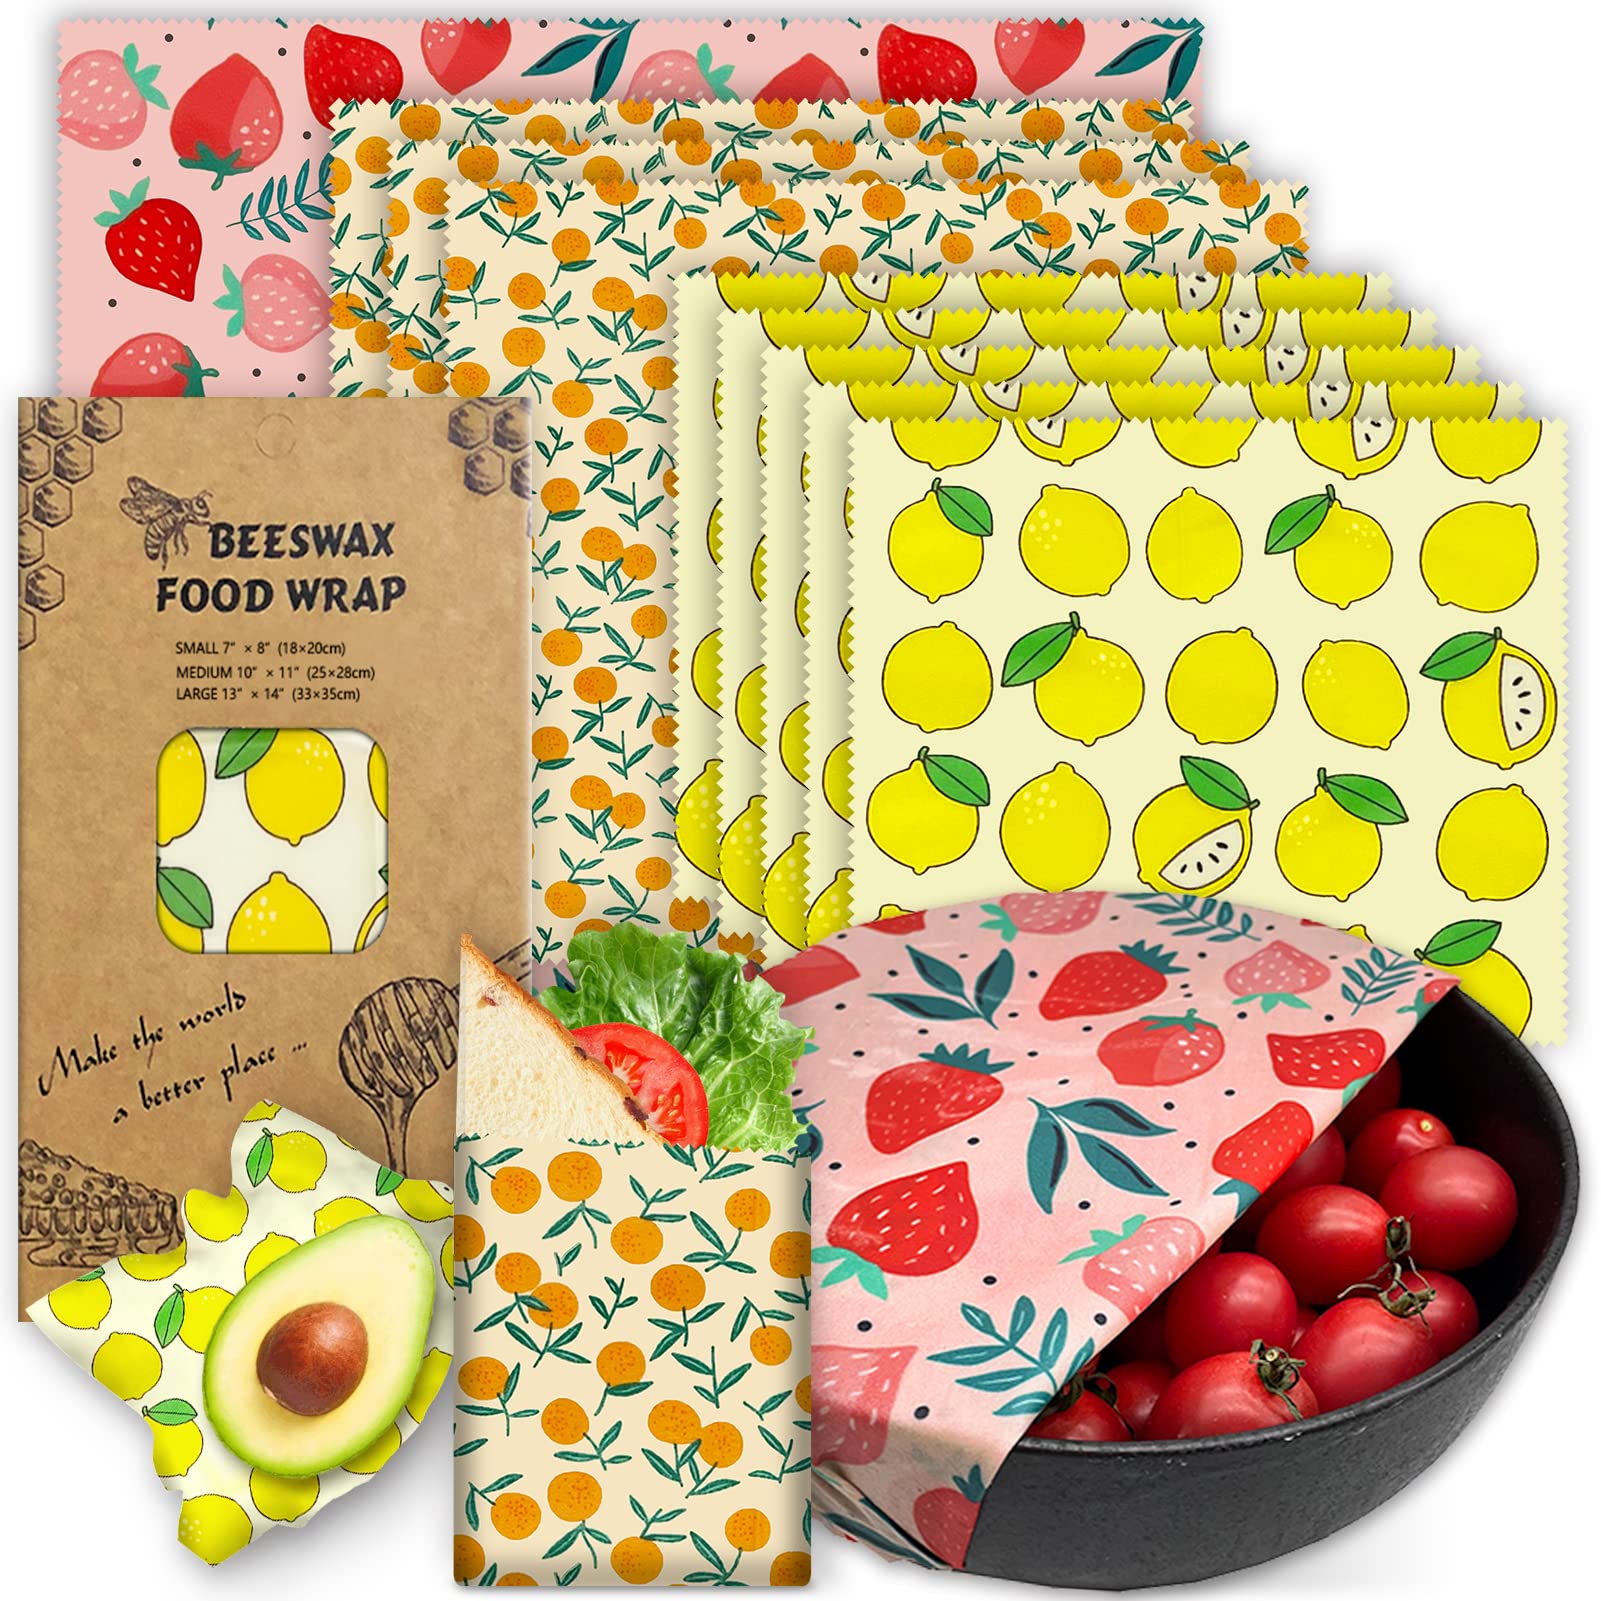 BEESWAX
FOOD WRAP
SMALL 7" × 8" (18×20cm)
MEDIUM 10" × 11" (25×28cm)
LARGE 13" × 14" (33×35cm)
Make the world
a better place ...